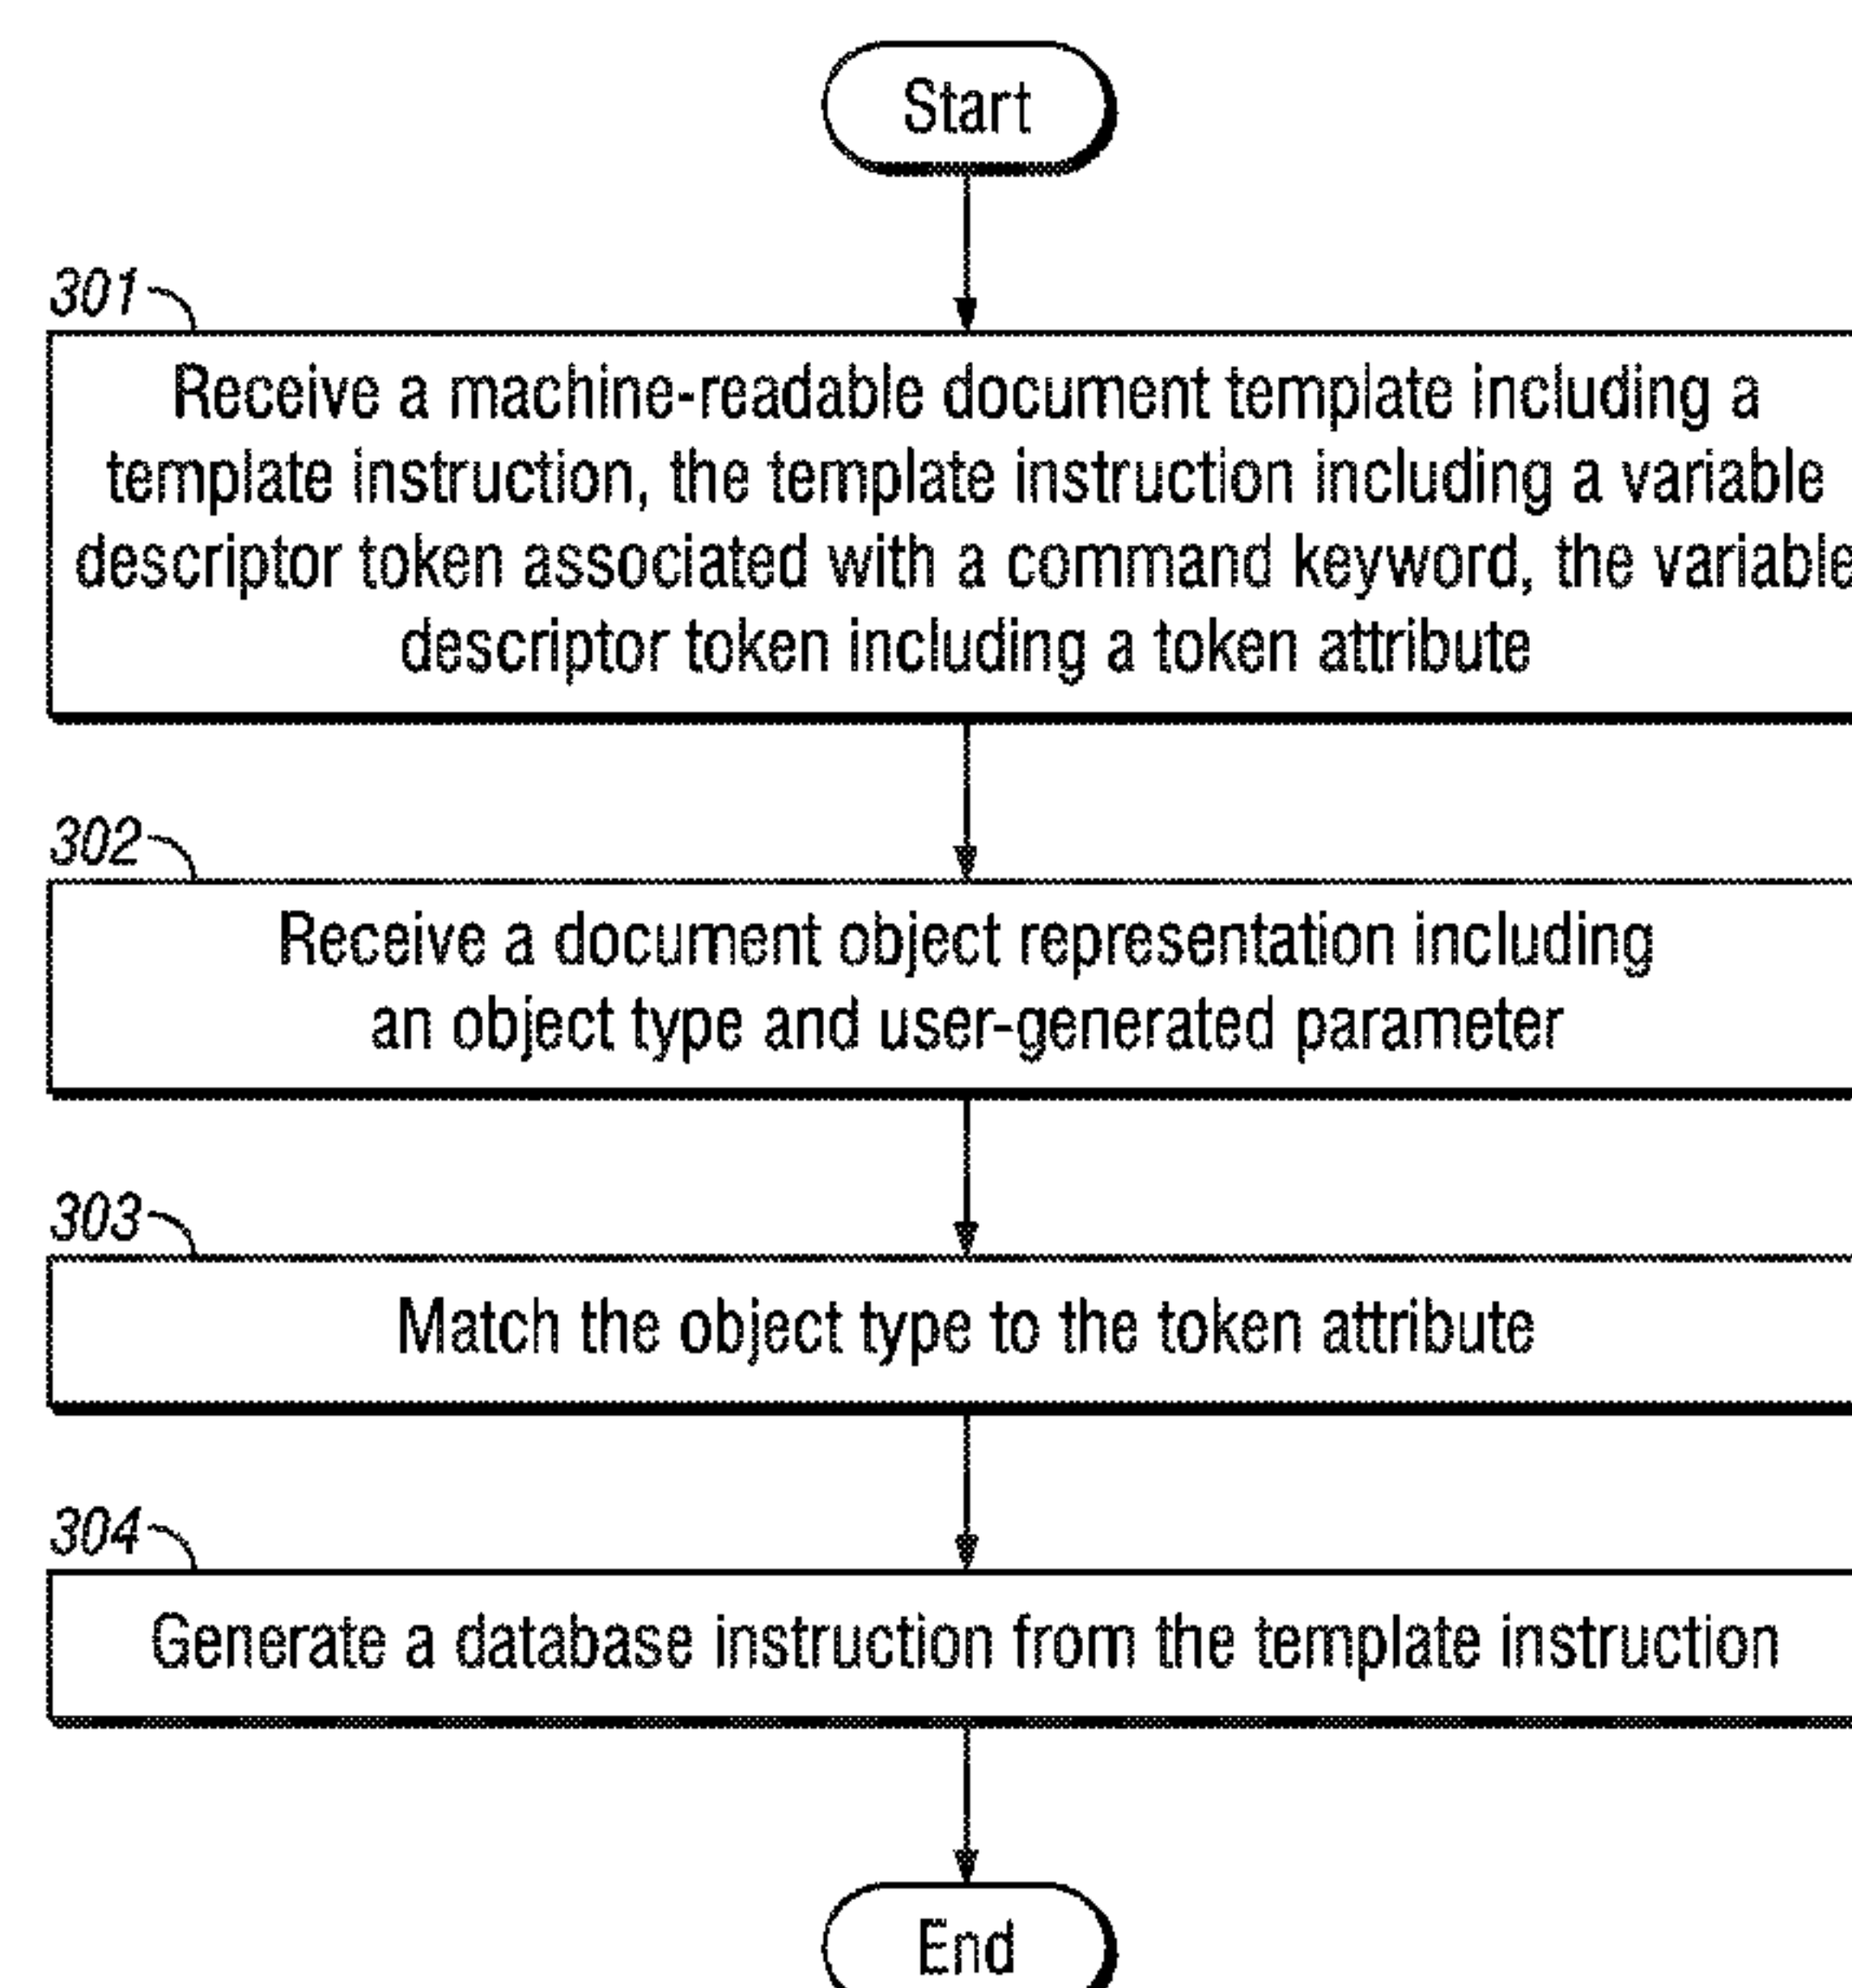 Start
301
Receive a machine-readable document template including a
template instruction, the template instruction including a variable
descriptor token associated with a command keyword, the variable
descriptor token including a token attribute
302
Receive a document object representation including
an object type and user-generated parameter
303
Match the object type to the token attribute
304
Generate a database instruction from the template instruction
End